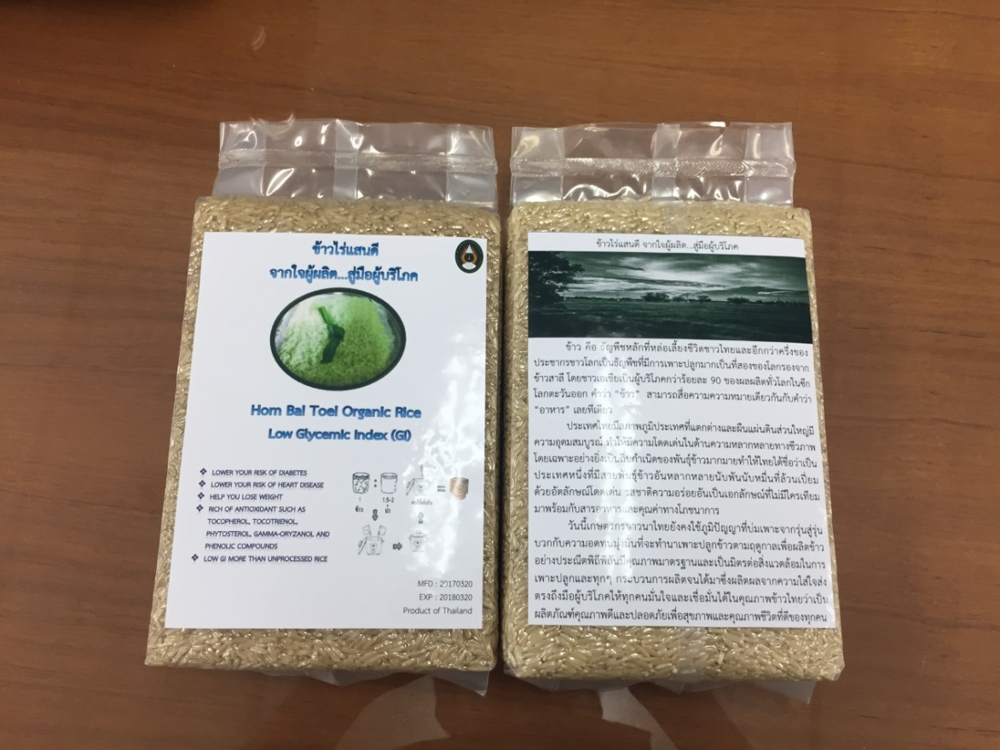 ข้าวไร่แสนดี
จากใจผู้ผลิต...สู่มือผู้บริโภค
Hom Bai Toei Organic Rice
Low Glycemic Index (GI)
❖ LOWER YOUR RISK OF DIABETES
❖ LOWER YOUR RISK OF HEART DISEASE
❖ HELP YOU LOSE WEIGHT
❖ RICH OF ANTIOXIDANT SUCH AS
TOCOPHEROL, TOCOTRIENOL,
PHYTOSTEROL, GAMMA-ORYZANOL AND
PHENOLIC COMPOUNDS
❖ LOW GI MORE THAN UNPROCESSED RICE
1 : 1.5-2
ข้าว น้ำ
MFD : 20170320
EXP : 20180320
Product of Thailand
ข้าวไร่แสนดี จากใจผู้ผลิต...สู่มือผู้บริโภค
ข้าว คือ ธัญพืชหลักที่หล่อเลี้ยงชีวิตชาวไทยและอีกกว่าครึ่งของ
ประชากรชาวโลกเป็นธัญพืชที่มีการเพาะปลูกมากเป็นที่สองของโลกรองจาก
ข้าวสาลี โดยชาวเอเชียเป็นผู้บริโภคกว่าร้อยละ 90 ของผลผลิตทั่วโลกในซีก
โลกตะวันออก คำว่า "ข้าว" สามารถสื่อความความหมายเดียวกันกับคำว่า
"อาหาร" เลยทีเดียว
ประเทศไทยมีสภาพภูมิประเทศที่แตกต่างและผืนแผ่นดินส่วนใหญ่มี
ความอุดมสมบูรณ์ ทำให้มีความโดดเด่นในด้านความหลากหลายทางชีวภาพ
โดยเฉพาะอย่างยิ่งเป็นถิ่นกำเนิดของพันธุ์ข้าวมากมายทำให้ไทยได้ชื่อว่าเป็น
ประเทศหนึ่งที่มีสายพันธุ์ข้าวอันหลากหลายนับพันนับหมื่นที่ล้วนเปี่ยม
ด้วยอัตลักษณ์โดดเด่น รสชาติความอร่อยอันเป็นเอกลักษณ์ที่ไม่มีใครเทียม
มาพร้อมกับสารอาหารและคุณค่าทางโภชนาการ
วันนี้เกษตรกรชาวนาไทยยังคงใช้ภูมิปัญญาที่บ่มเพาะจากรุ่นสู่รุ่น
บวกกับความอดทนมุ่งมั่นที่จะทำนาเพาะปลูกข้าวตามฤดูกาลเพื่อผลิตข้าว
อย่างประณีตพิถีพิถันมีคุณภาพมาตรฐานและเป็นมิตรต่อสิ่งแวดล้อมในการ
เพาะปลูกและทุกๆ กระบวนการผลิตจนได้มาซึ่งผลิตผลจากความใส่ใจส่ง
ตรงถึงมือผู้บริโภคให้ทุกคนมั่นใจและเชื่อมั่นได้ในคุณภาพข้าวไทยว่าเป็น
ผลิตภัณฑ์คุณภาพดีและปลอดภัยเพื่อสุขภาพและคุณภาพชีวิตที่ดีของทุกคน